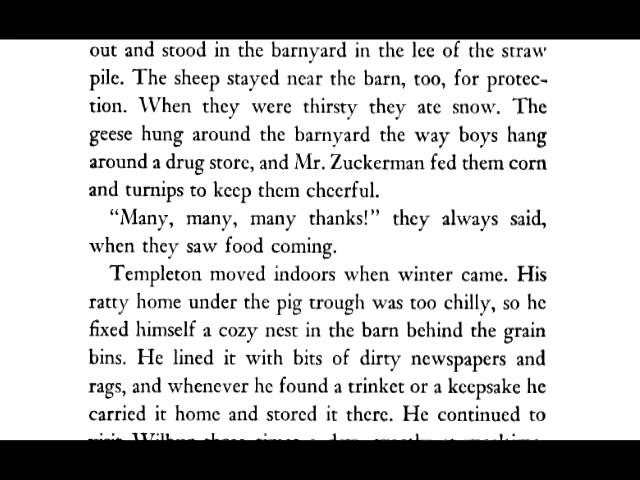 out and stood in the barnyard in the lee of the straw
pile. The sheep stayed near the barn, too, for protec-
tion. When they were thirsty they ate snow. The
geese hung around the barnyard the way boys hang
around a drug store, and Mr. Zuckerman fed them corn
and turnips to keep them cheerful.
“Many, many, many thanks!” they always said,
when they saw food coming.
Templeton moved indoors when winter came. His
ratty home under the pig trough was too chilly, so he
fixed himself a cozy nest in the barn behind the grain
bins. He lined it with bits of dirty newspapers and
rags, and whenever he found a trinket or a keepsake he
carried it home and stored it there. He continued to